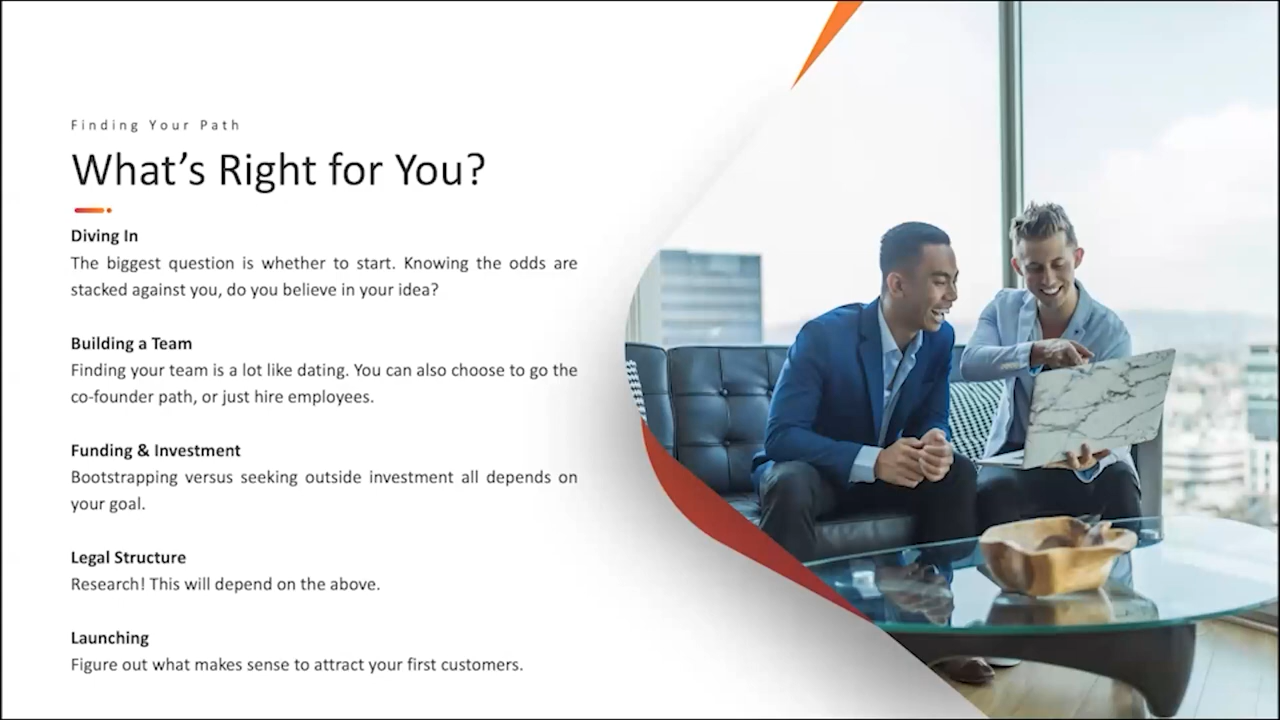 Finding Your Path
What's Right for You?
Diving In
The biggest question is whether to start. Knowing the odds are
stacked against you, do you believe in your idea?
Building a Team
Finding your team is a lot like dating. You can also choose to go the
co-founder path, or just hire employees.
Funding & Investment
Bootstrapping versus seeking outside investment all depends on
your goal.
Legal Structure
Research! This will depend on the above.
Launching
Figure out what makes sense to attract your first customers.